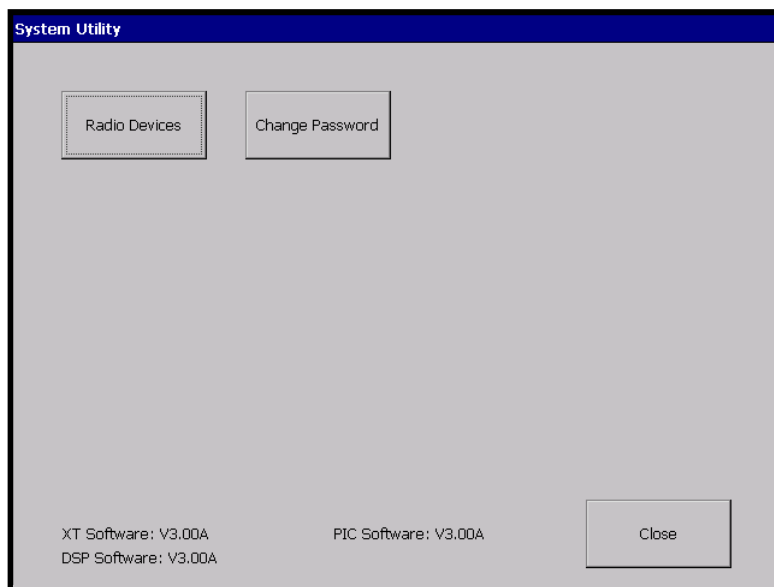 System Utility
Radio Devices
Change Password
XT Software: V3.00A
PIC Software: V3.00A
DSP Software: V3.00A
Close